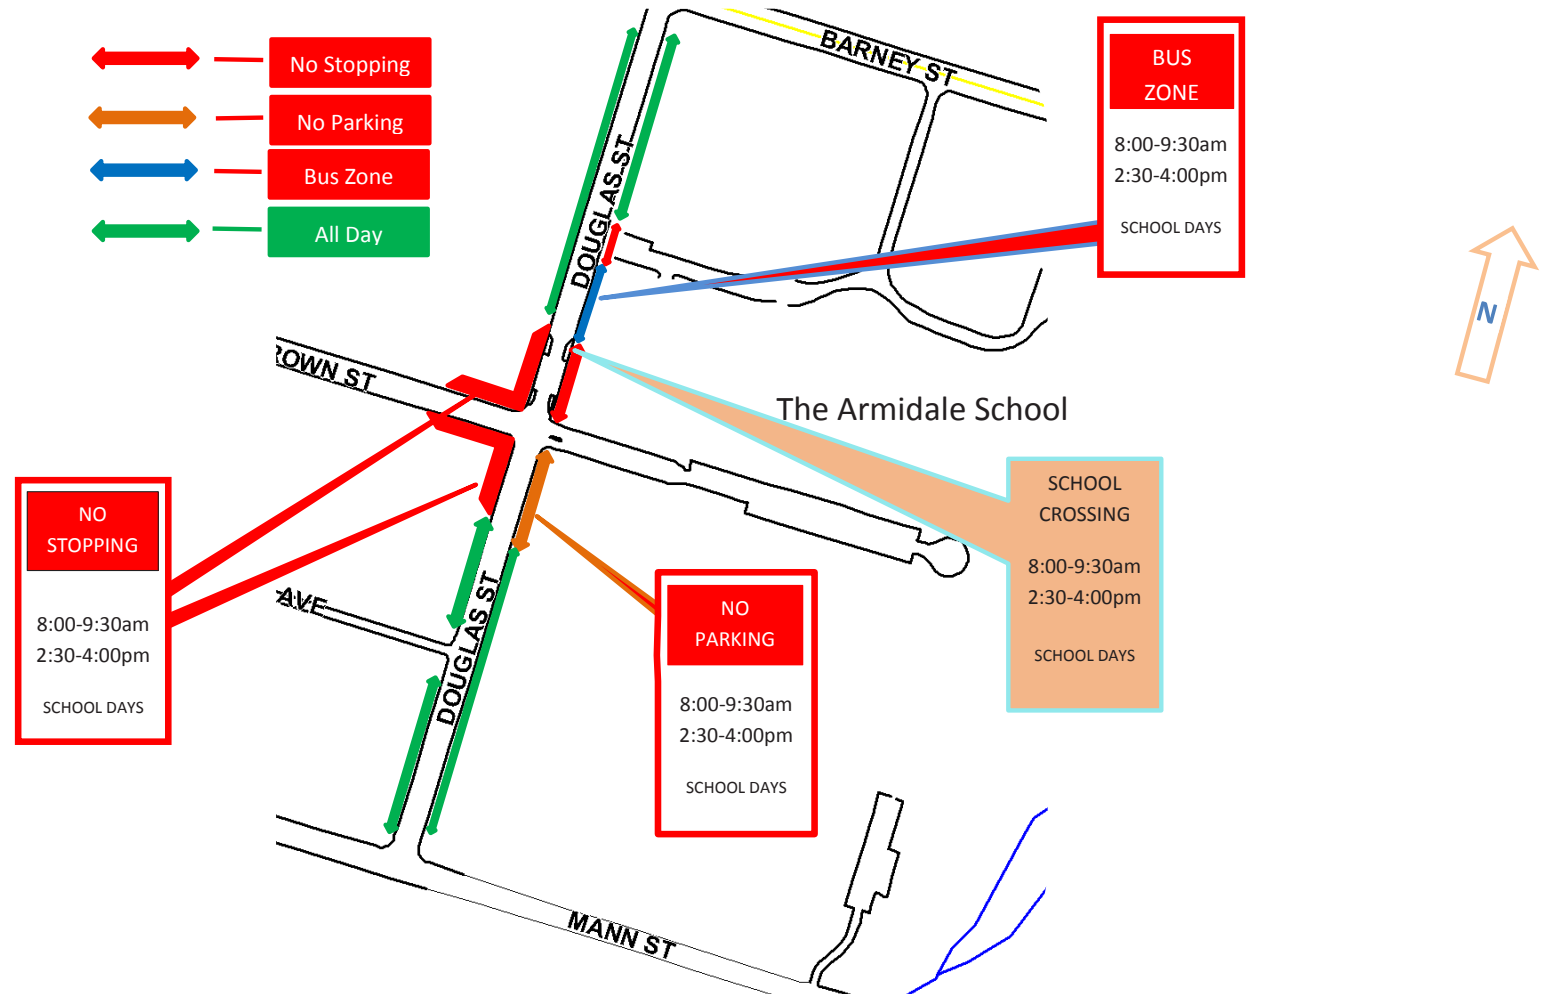 No Stopping
No Parking
Bus Zone
All Day
BARNEY ST
BUS
ZONE
8:00-9:30am
2:30-4:00pm
SCHOOL DAYS
DOUGLAS ST
N
ROWN ST
The Armidale School
SCHOOL
CROSSING
8:00-9:30am
2:30-4:00pm
SCHOOL DAYS
NO
STOPPING
8:00-9:30am
2:30-4:00pm
SCHOOL DAYS
AVE
DOUGLAS ST
NO
PARKING
8:00-9:30am
2:30-4:00pm
SCHOOL DAYS
MANN ST